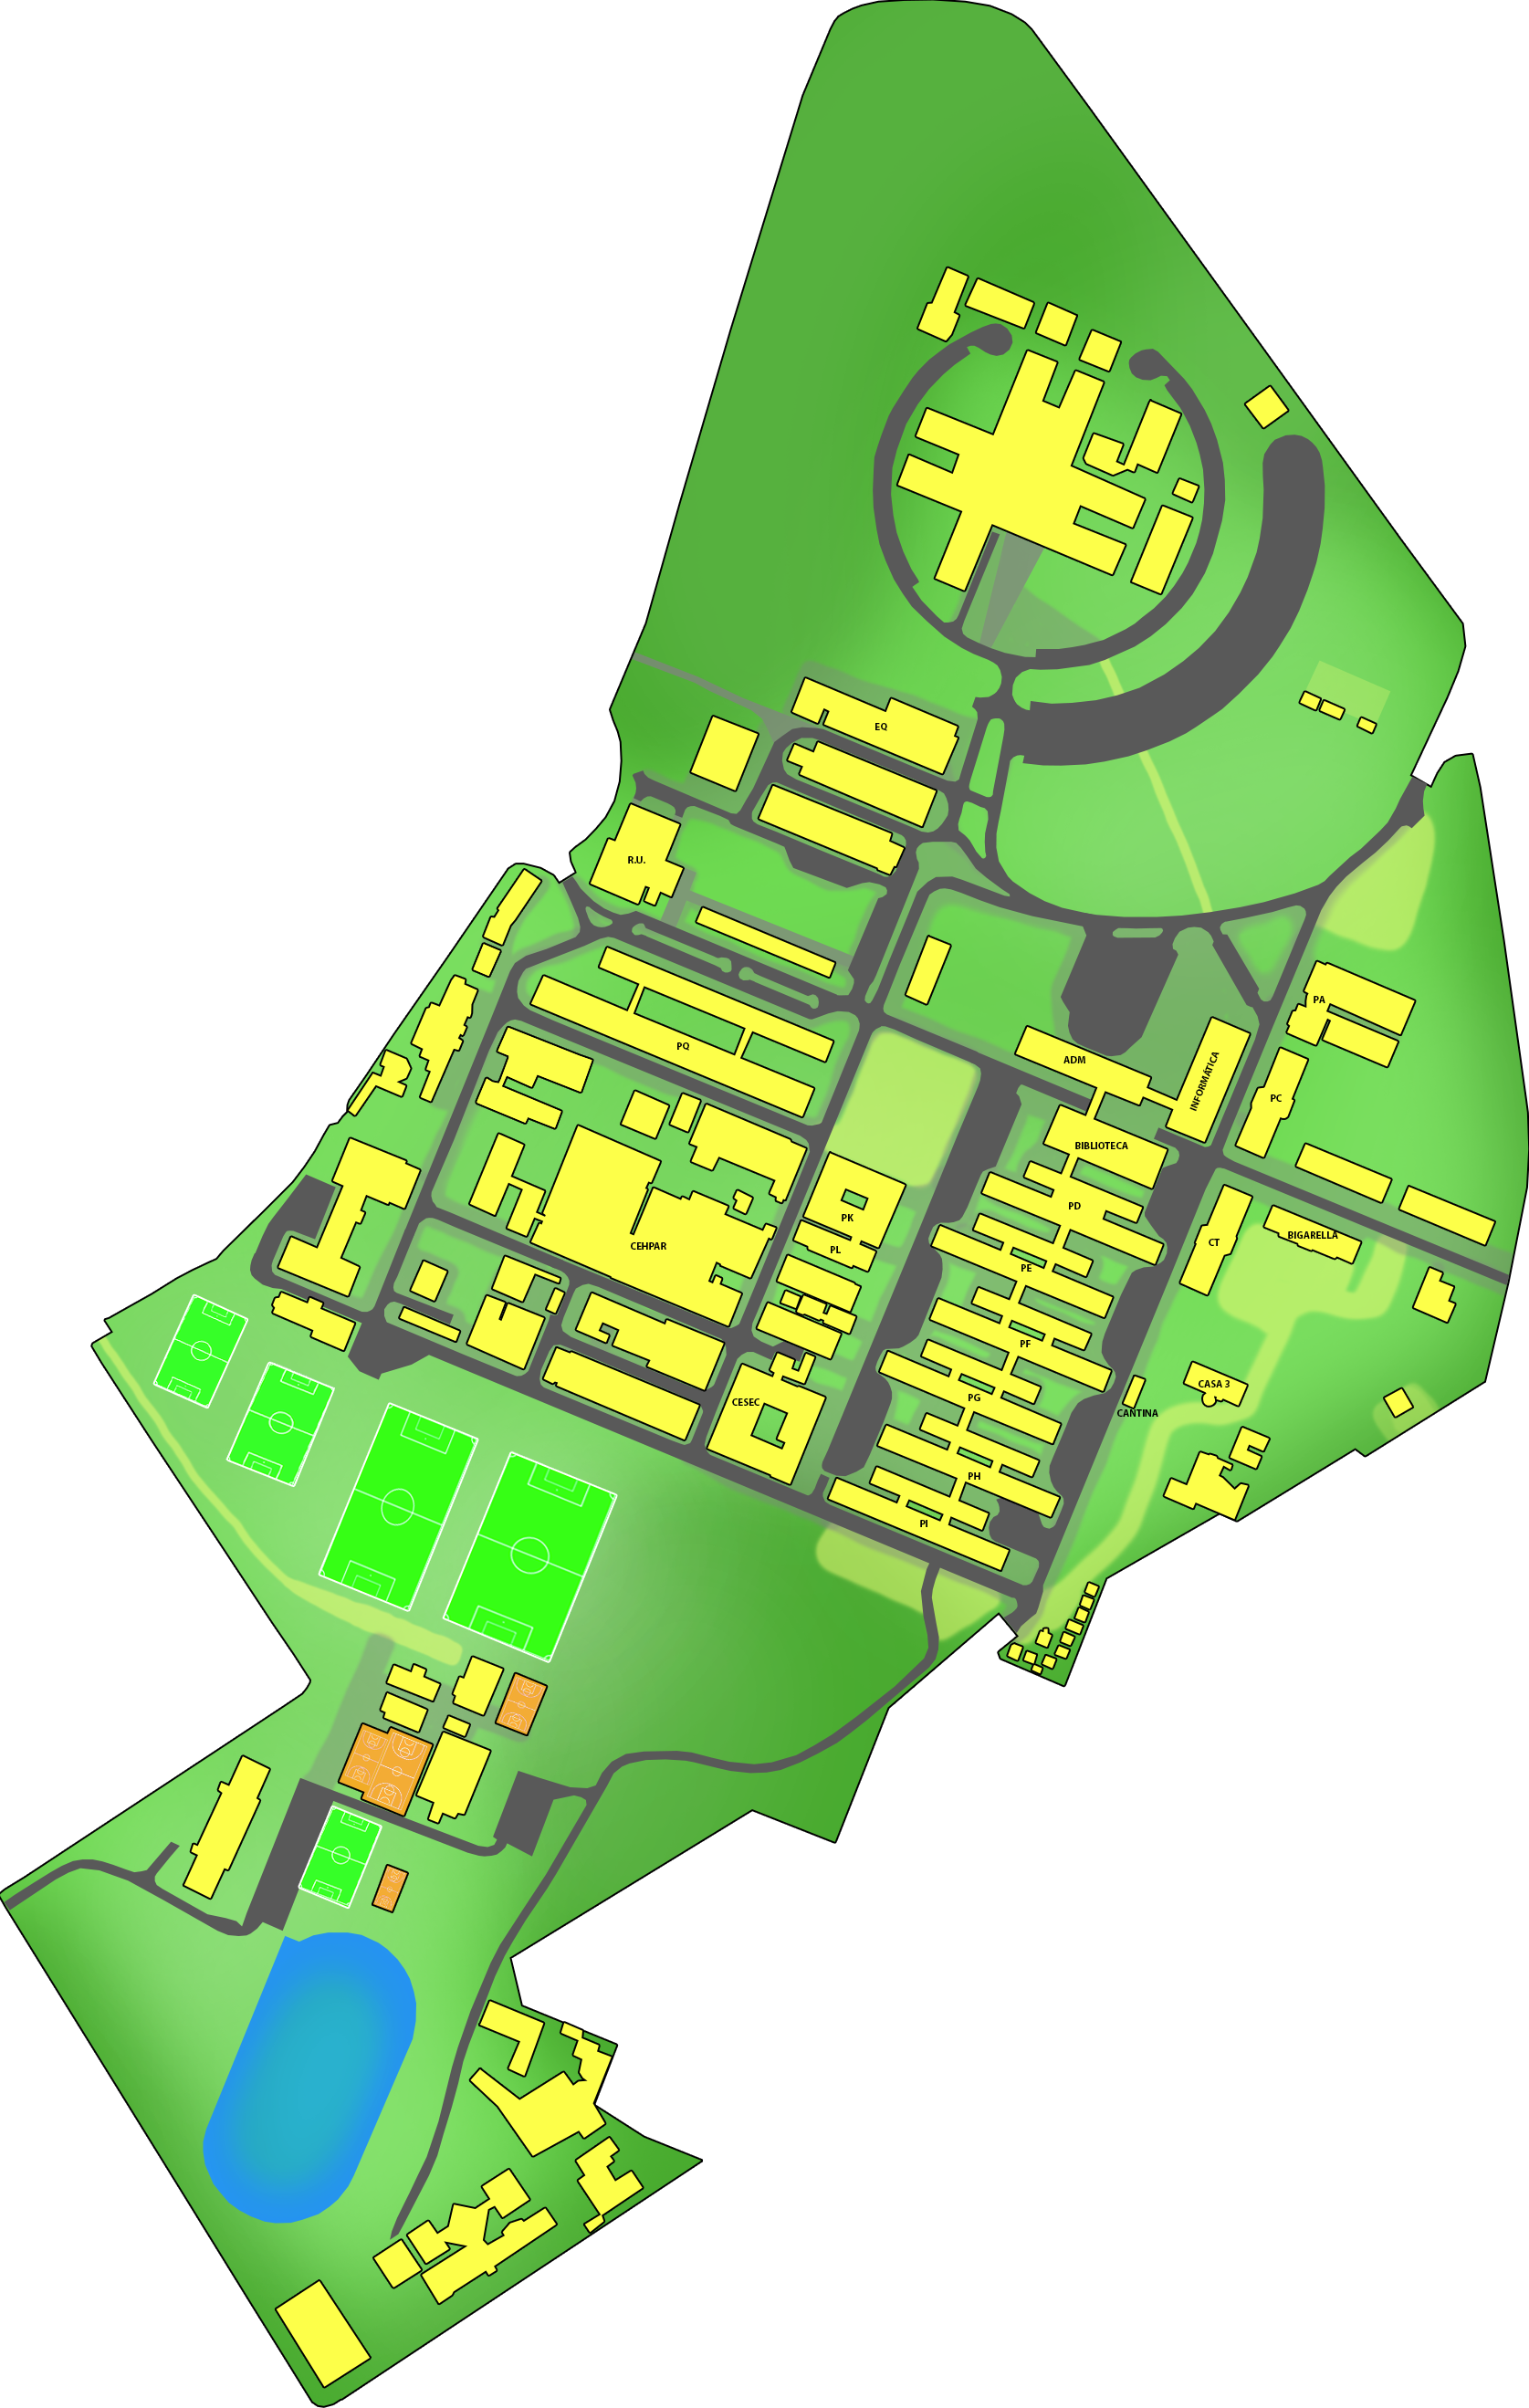 EQ
R.U.
PA
PQ
ADM
INFORMÁTICA
PC
BIBLIOTECA
PD
PK
BIGARELLA
CT
CEHPAR
PL
PE
PF
CASA 3
PG
CESEC
CANTINA
PH
PI